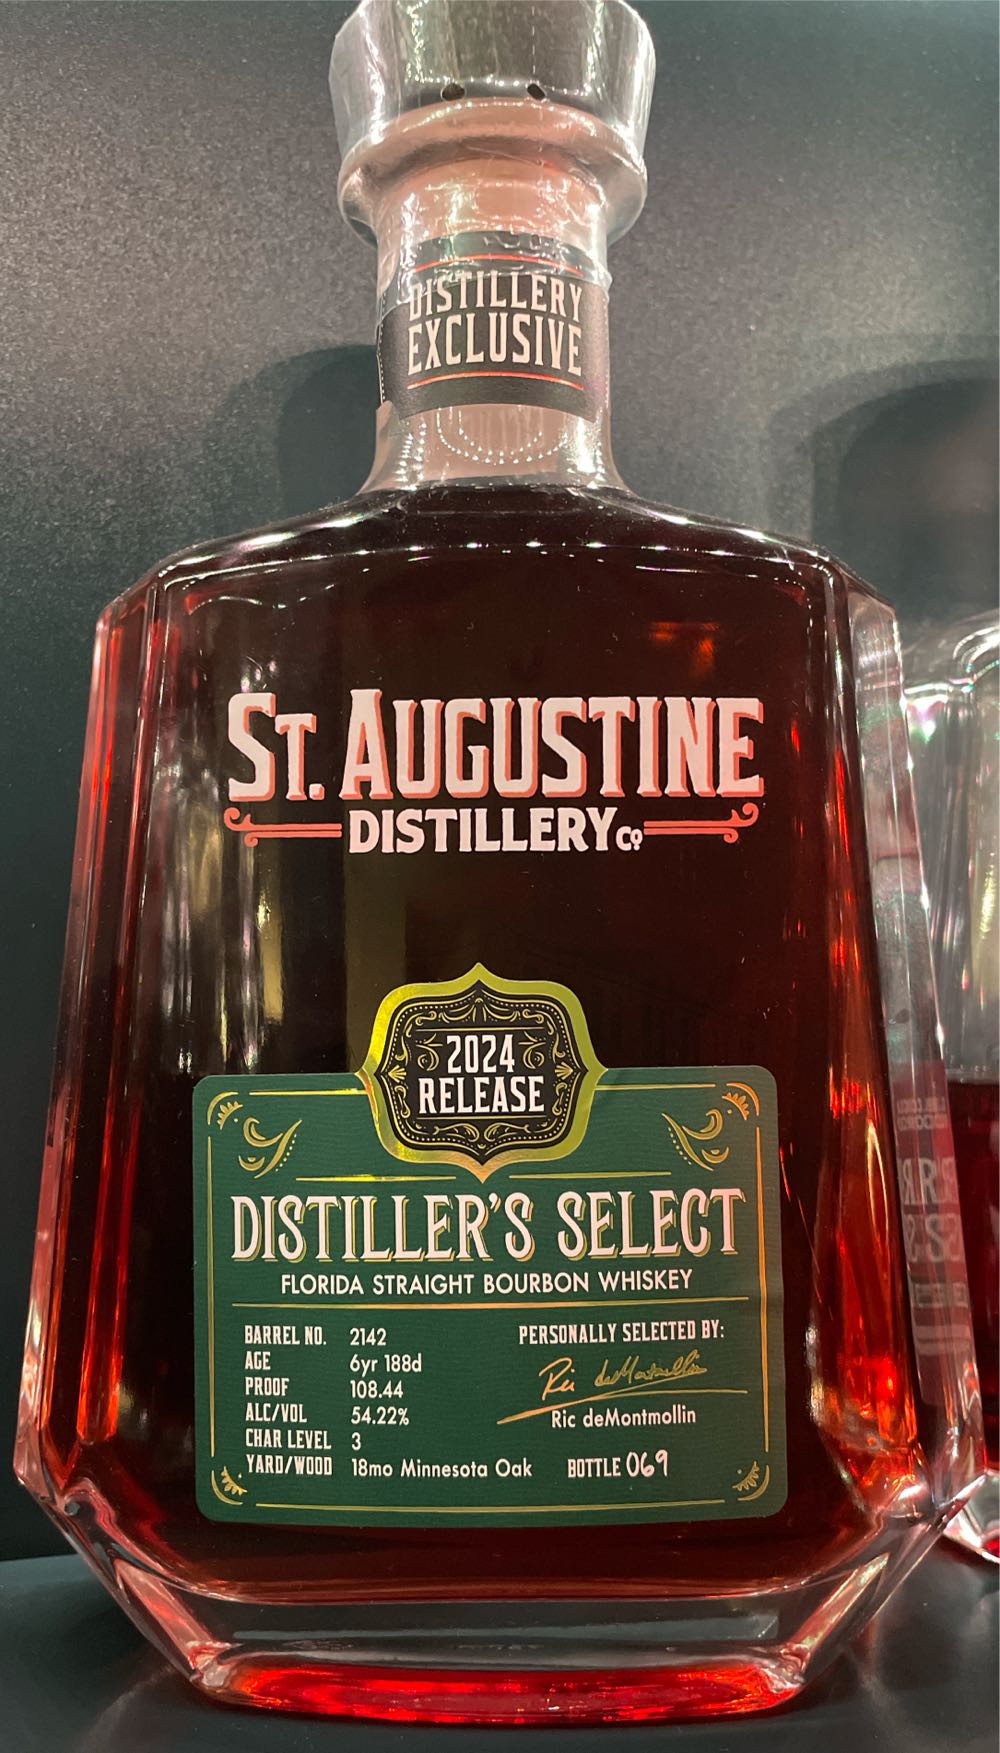 DISTILLERY
EXCLUSIVE
ST. AUGUSTINE
DISTILLERY CO
2024
RELEASE
DISTILLER'S SELECT
FLORIDA STRAIGHT BOURBON WHISKEY
BARREL NO. 2142
AGE 6yr 188d
PROOF 108.44
ALC/VOL 54.22%
CHAR LEVEL 3
YARD/WOOD 18mo Minnesota Oak
PERSONALLY SELECTED BY:
Ric deMontmollin
Ric deMontmollin
BOTTLE 069